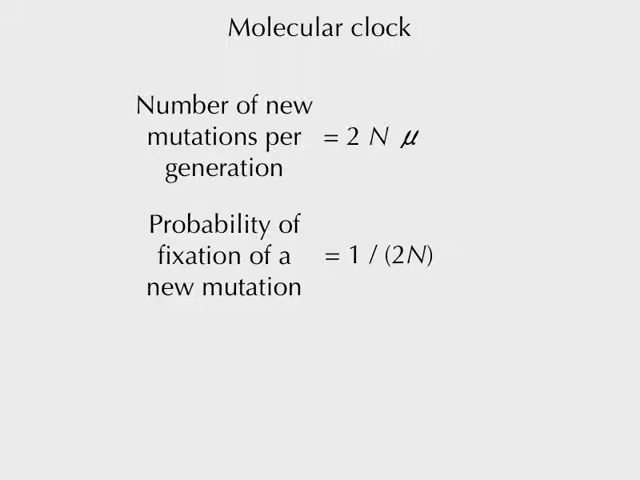 Molecular clock
Number of new
mutations per = 2 N μ
generation
Probability of
fixation of a = 1 / (2N)
new mutation